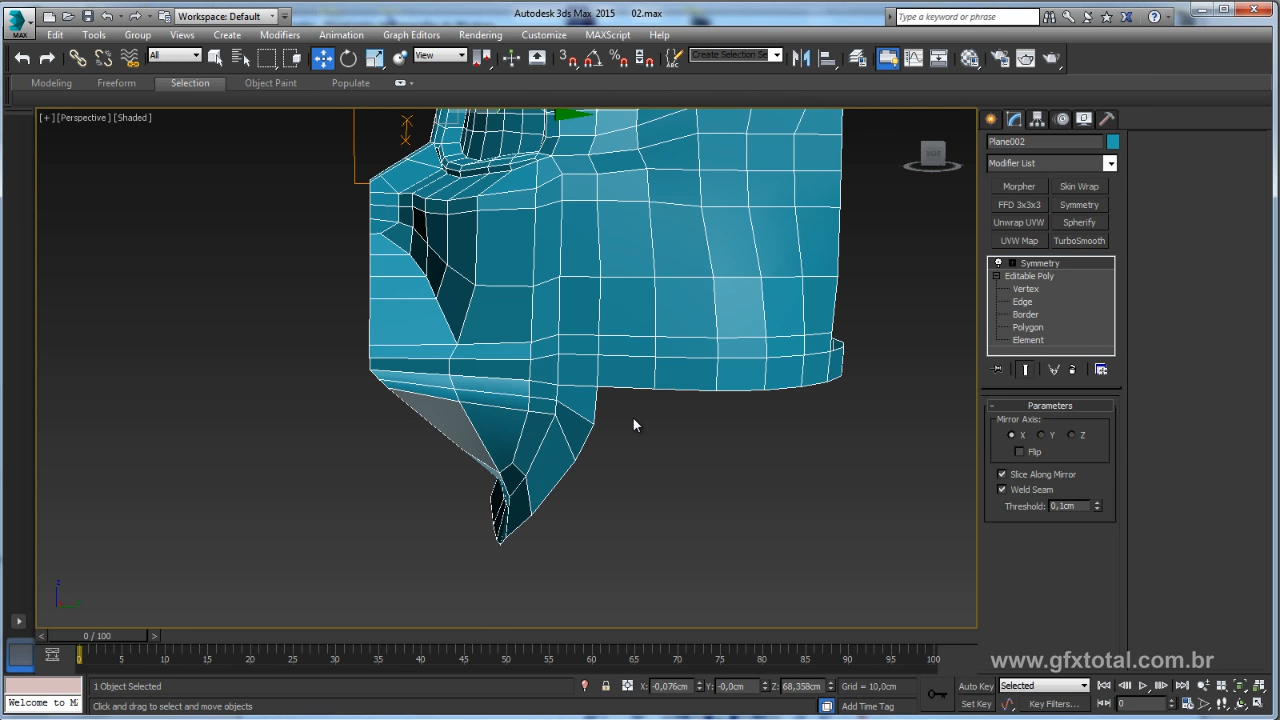 Autodesk 3ds Max 2015    02.max
Workspace: Default
Type a keyword or phrase
MAX
Edit Tools Group Views Create Modifiers Animation Graph Editors Rendering Customize MAXScript Help
All
View
Create Selection Se
Modeling Freeform Selection Object Paint Populate
[ + ] [Perspective ] [Shaded ]
Plane002
Modifier List
Morpher Skin Wrap
FFD 3x3x3 Symmetry
Unwrap UVW Spherify
UVW Map TurboSmooth
Symmetry
Editable Poly
Vertex
Edge
Border
Polygon
Element
- Parameters
Mirror Axis:
X Y Z
Flip
Slice Along Mirror
Weld Seam
Threshold: 0,1cm
z
< 0 / 100 >
0 5 10 15 20 25 30 35 40 45 50 55 60 65 70 75 80 85 90 95 100
www.gfxtotal.com.br
1 Object Selected X: -0,076cm Y: -0,0cm Z: 68,358cm Grid = 10,0cm Auto Key Selected
Welcome to M Click and drag to select and move objects Add Time Tag Set Key Key Filters... 0